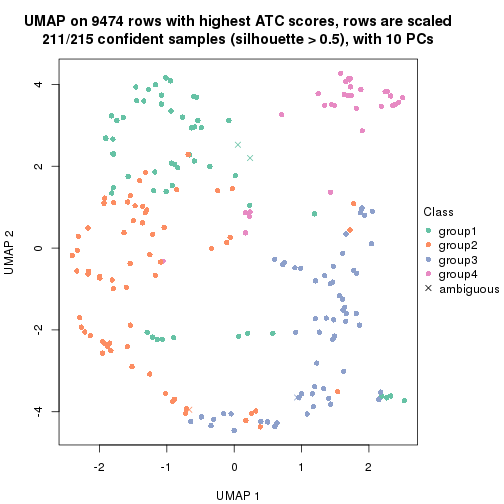 UMAP on 9474 rows with highest ATC scores, rows are scaled
211/215 confident samples (silhouette > 0.5), with 10 PCs
4
2
0
-2
-4
UMAP 2
-2
-1
0
1
2
UMAP 1
Class
group1
group2
group3
group4
ambiguous